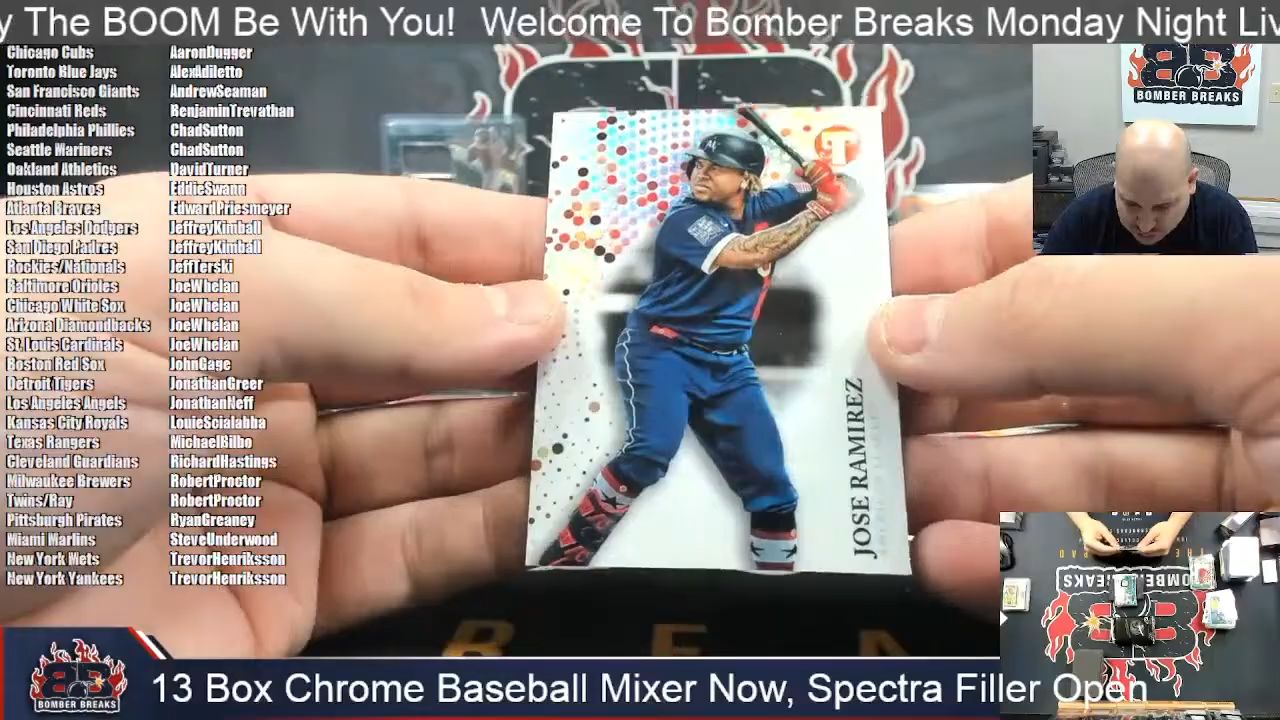 y The BOOM Be With You!   Welcome To Bomber Breaks Monday Night Liv
Chicago Cubs AaronDugger
Toronto Blue Jays AlexAdiletto
San Francisco Giants AndrewSeaman
Cincinnati Reds BenjaminTrevathan
Philadelphia Phillies ChadSutton
Seattle Mariners ChadSutton
Oakland Athletics DavidTurner
Houston Astros EddieSwann
Atlanta Braves EdwardPriesmeyer
Los Angeles Dodgers JeffreyKimball
San Diego Padres JeffreyKimball
Rockies/Nationals JeffTerski
Baltimore Orioles JoeWhelan
Chicago White Sox JoeWhelan
Arizona Diamondbacks JoeWhelan
St. Louis Cardinals JoeWhelan
Boston Red Sox JohnGage
Detroit Tigers JonathanGreer
Los Angeles Angels JonathanNeff
Kansas City Royals LouieScialabba
Texas Rangers MichaelBilbo
Cleveland Guardians RichardHastings
Milwaukee Brewers RobertProctor
Twins/Ray RobertProctor
Pittsburgh Pirates RyanGreaney
Miami Marlins SteveUnderwood
New York Mets TrevorHenriksson
New York Yankees TrevorHenriksson
T
JOSE RAMIREZ
BB
BOMBER BREAKS
BB
BOMBER BREAKS
13 Box Chrome Baseball Mixer Now, Spectra Filler Open